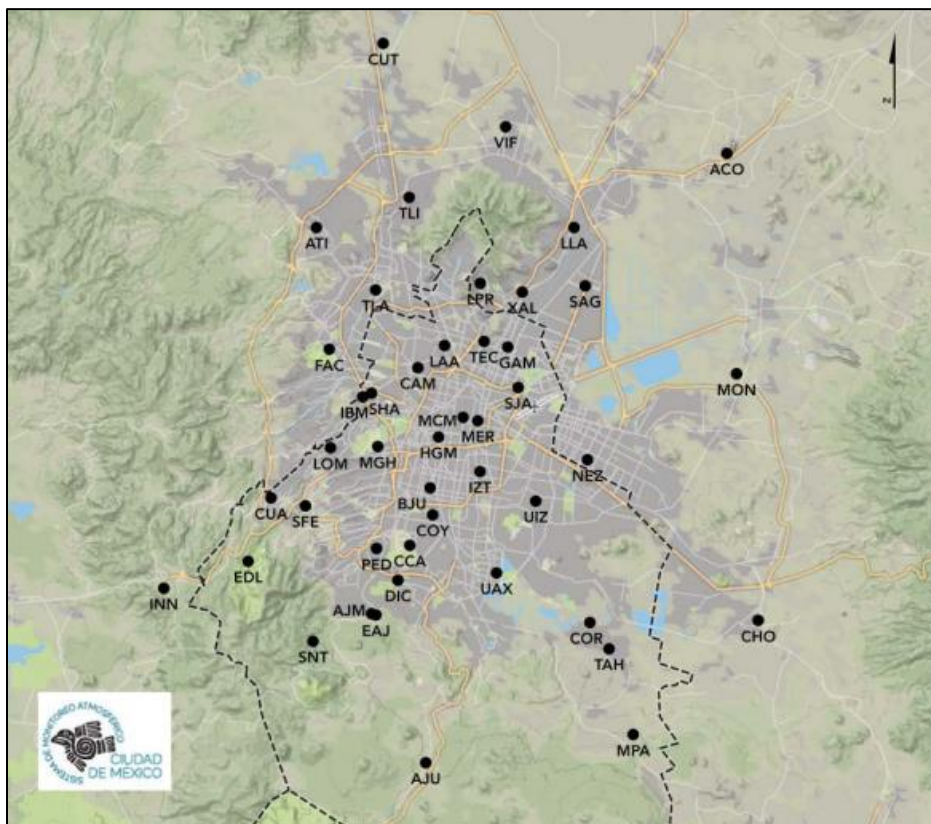 CUT
N
VIF
ACO
TLI
ATI
LLA
TLA
LPR
XAL
SAG
FAC
LAA
TEC
GAM
CAM
MON
IBM
SHA
SJA
MCM
MER
HGM
LOM
MGH
NEZ
IZT
BJU
UIZ
CUA
SFE
COY
PED
CCA
EDL
DIC
UAX
INN
AJM
EAJ
COR
CHO
SNT
TAH
MPA
AJU
SISTEMA DE MONITOREO ATMOSFÉRICO
CIUDAD
DE MÉXICO